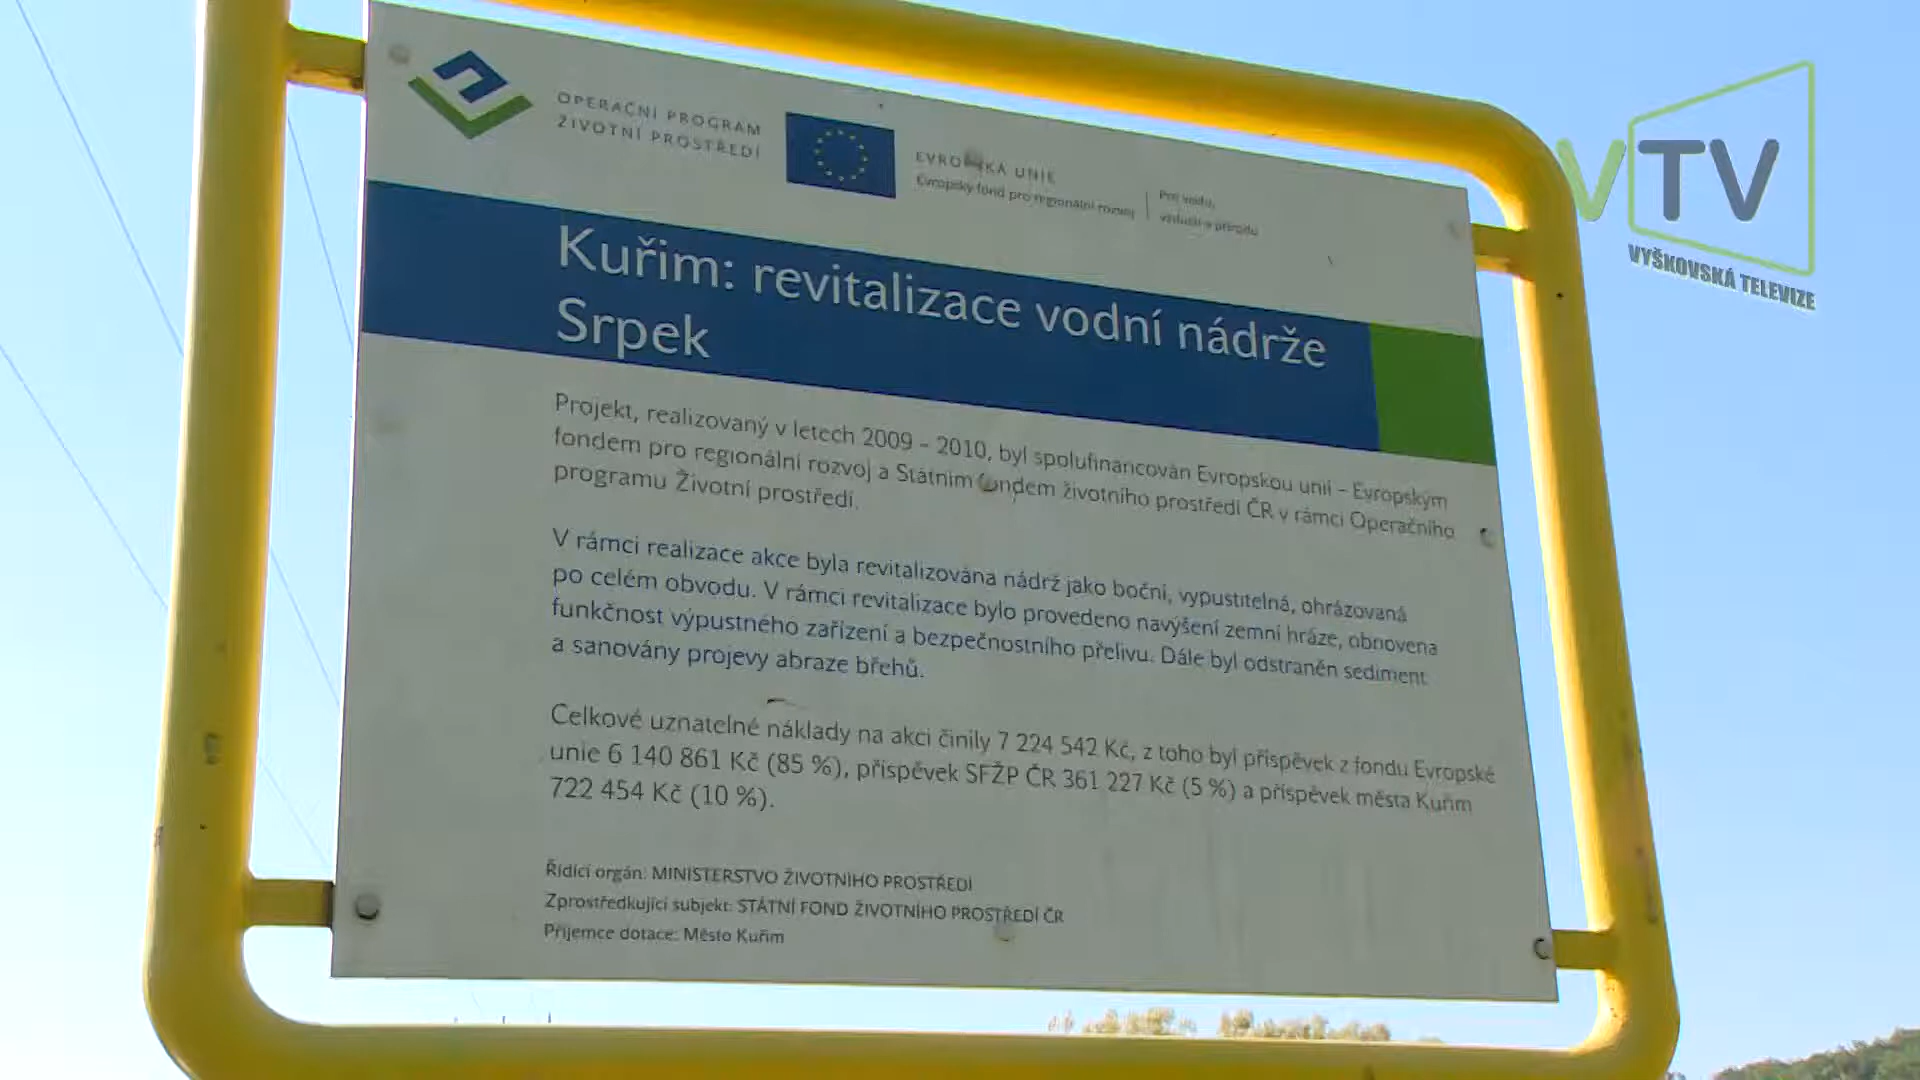 OPERAČNÍ PROGRAM
ŽIVOTNÍ PROSTŘEDÍ
EVROPSKÁ UNIE
Evropský fond pro regionální rozvoj
Pro vodu,
vzduch a přírodu
VTV
VYŠKOVSKÁ TELEVIZE
Kuřim: revitalizace vodní nádrže
Srpek
Projekt, realizovaný v letech 2009 – 2010, byl spolufinancován Evropskou unií – Evropským
fondem pro regionální rozvoj a Státním fondem životního prostředí ČR v rámci Operačního
programu Životní prostředí.
V rámci realizace akce byla revitalizována nádrž jako boční, vypustitelná, ohrázovaná
po celém obvodu. V rámci revitalizace bylo provedeno navýšení zemní hráze, obnovena
funkčnost výpustného zařízení a bezpečnostního přelivu. Dále byl odstraněn sediment
a sanovány projevy abraze břehů.
Celkové uznatelné náklady na akci činily 7 224 542 Kč, z toho byl příspěvek z fondu Evropské
unie 6 140 861 Kč (85 %), příspěvek SFŽP ČR 361 227 Kč (5 %) a příspěvek města Kuřim
722 454 Kč (10 %).
Řídící orgán: MINISTERSTVO ŽIVOTNÍHO PROSTŘEDÍ
Zprostředkující subjekt: STÁTNÍ FOND ŽIVOTNÍHO PROSTŘEDÍ ČR
Příjemce dotace: Město Kuřim